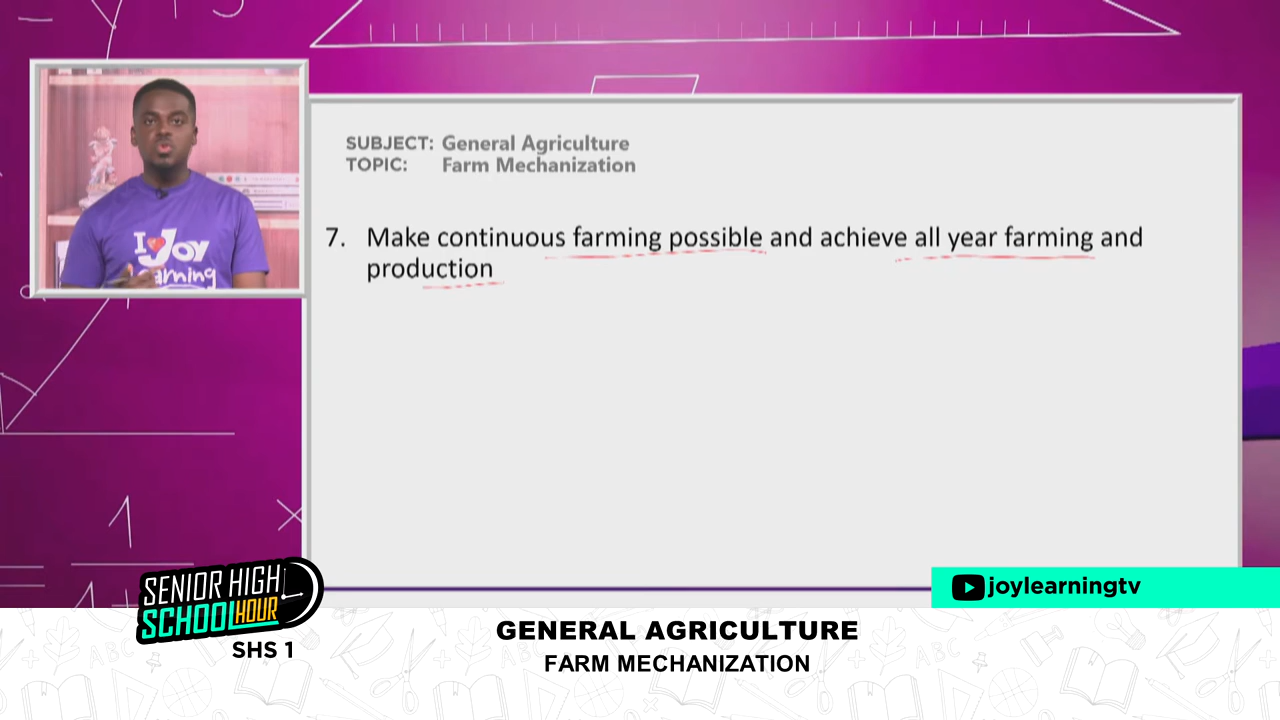 SUBJECT: General Agriculture
TOPIC: Farm Mechanization
I Joy
7. Make continuous farming possible and achieve all year farming and
production
SENIOR HIGH
SCHOOL HOUR
SHS 1
joylearningtv
GENERAL AGRICULTURE
FARM MECHANIZATION